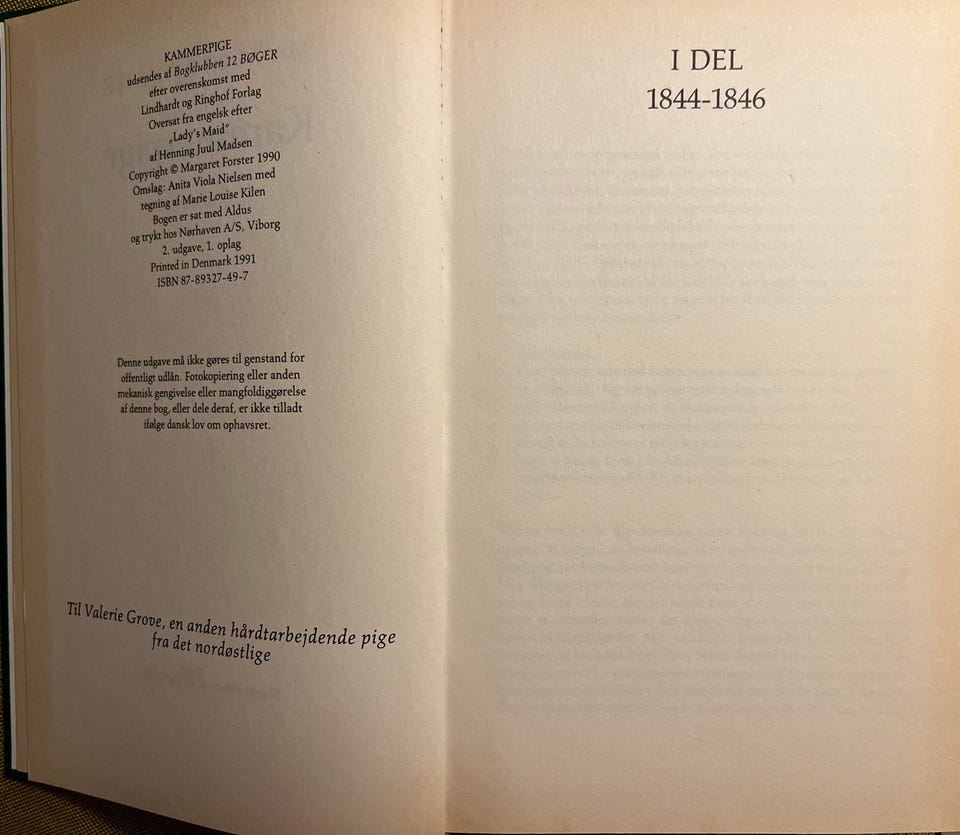 KAMMERPIGE
udsendes af Bogklubben 12 BØGER
efter overenskomst med
Lindhardt og Ringhof Forlag
Oversat fra engelsk efter
„Lady's Maid“
af Henning Juul Madsen
Copyright © Margaret Forster 1990
Omslag: Anita Viola Nielsen med
tegning af Marie Louise Kilen
Bogen er sat med Aldus
og trykt hos Nørhaven A/S, Viborg
2. udgave, 1. oplag
Printed in Denmark 1991
ISBN 87-89327-49-7
Denne udgave må ikke gøres til genstand for
offentligt udlån. Fotokopiering eller anden
mekanisk gengivelse eller mangfoldiggørelse
af denne bog, eller dele deraf, er ikke tilladt
ifølge dansk lov om ophavsret.
Til Valerie Grove, en anden hårdtarbejdende pige
fra det nordøstlige
I DEL
1844-1846